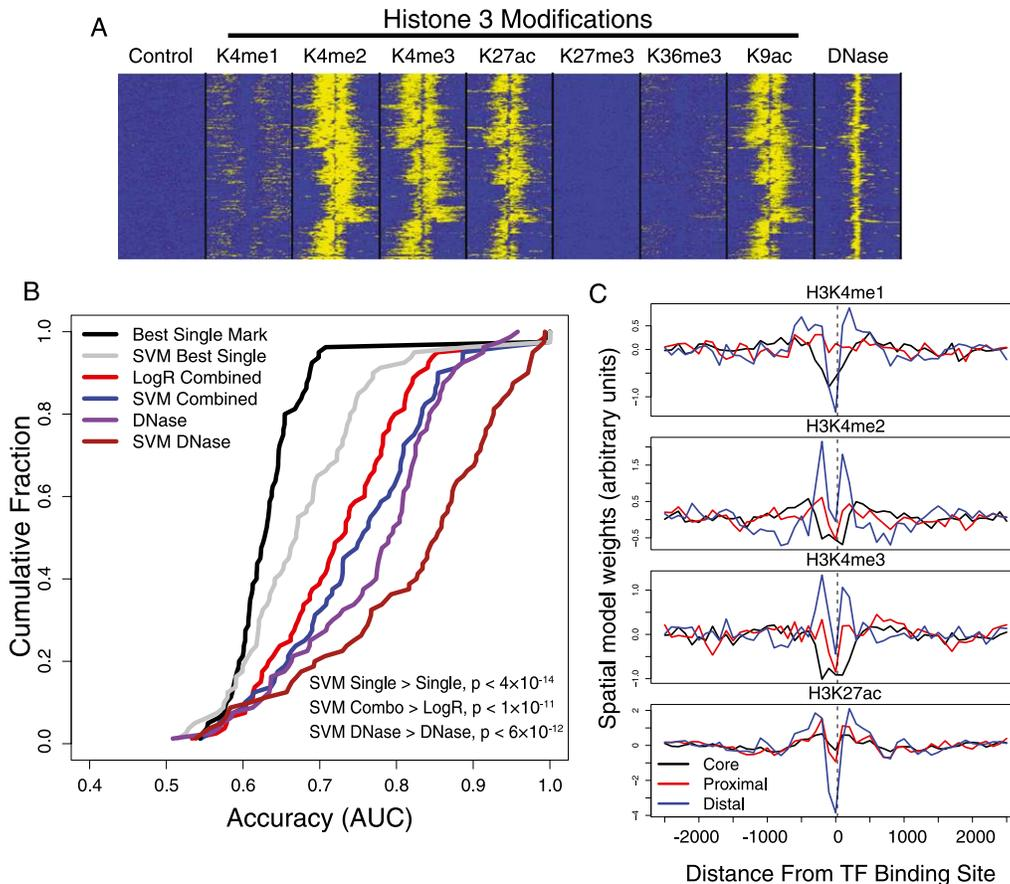 A
Histone 3 Modifications
Control K4me1 K4me2 K4me3 K27ac K27me3 K36me3 K9ac DNase
B
Cumulative Fraction
1.0
0.8
0.6
0.4
0.2
0.0
Best Single Mark
SVM Best Single
LogR Combined
SVM Combined
DNase
SVM DNase
SVM Single > Single, p < 4×10-14
SVM Combo > LogR, p < 1×10-11
SVM DNase > DNase, p < 6×10-12
0.4 0.5 0.6 0.7 0.8 0.9 1.0
Accuracy (AUC)
C
Spatial model weights (arbitrary units)
H3K4me1
0.5
0.0
-1.0
H3K4me2
1.5
0.5
-0.5
H3K4me3
1.0
0.0
-1.0
H3K27ac
2
0
-2
-4
Core
Proximal
Distal
-2000 -1000 0 1000 2000
Distance From TF Binding Site